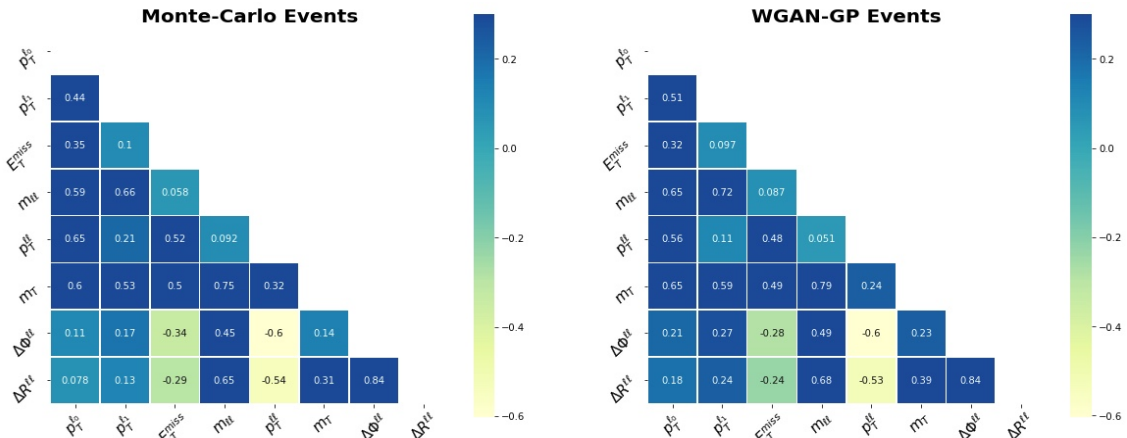 Monte-Carlo Events
p_T^{ℓ_0}
p_T^{ℓ_1} 0.44
E_T^{miss} 0.35 0.1
m_{ℓℓ} 0.59 0.66 0.058
p_T^{ℓℓ} 0.65 0.21 0.52 0.092
m_T 0.6 0.53 0.5 0.75 0.32
ΔΦ^{ℓℓ} 0.11 0.17 -0.34 0.45 -0.6 0.14
ΔR^{ℓℓ} 0.078 0.13 -0.29 0.65 -0.54 0.31 0.84
p_T^{ℓ_0} p_T^{ℓ_1} E_T^{miss} m_{ℓℓ} p_T^{ℓℓ} m_T ΔΦ^{ℓℓ} ΔR^{ℓℓ}
0.2
0.0
−0.2
−0.4
−0.6
WGAN-GP Events
p_T^{ℓ_0}
p_T^{ℓ_1} 0.51
E_T^{miss} 0.32 0.097
m_{ℓℓ} 0.65 0.72 0.087
p_T^{ℓℓ} 0.56 0.11 0.48 0.051
m_T 0.65 0.59 0.49 0.79 0.24
ΔΦ^{ℓℓ} 0.21 0.27 -0.28 0.49 -0.6 0.23
ΔR^{ℓℓ} 0.18 0.24 -0.24 0.68 -0.53 0.39 0.84
p_T^{ℓ_0} p_T^{ℓ_1} E_T^{miss} m_{ℓℓ} p_T^{ℓℓ} m_T ΔΦ^{ℓℓ} ΔR^{ℓℓ}
0.2
0.0
−0.2
−0.4
−0.6